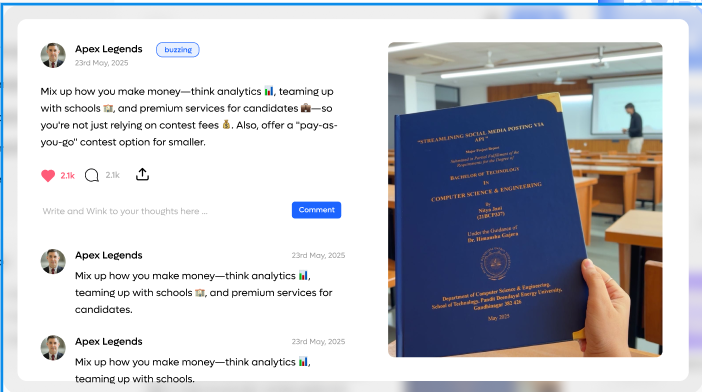 Apex Legends
buzzing
23rd May, 2025
Mix up how you make money—think analytics 📊, teaming up
with schools 🏫, and premium services for candidates 💼—so
you're not just relying on contest fees 💰. Also, offer a "pay-as-
you-go" contest option for smaller.
2.1k
2.1k
Write and Wink to your thoughts here ...
Comment
Apex Legends
23rd May, 2025
Mix up how you make money—think analytics 📊,
teaming up with schools 🏫, and premium services for
candidates.
Apex Legends
23rd May, 2025
Mix up how you make money—think analytics 📊,
teaming up with schools.
"STREAMLINING SOCIAL MEDIA POSTING VIA
API"
Major Project Report
Submitted in Partial Fulfillment of the
Requirements for the Degree of
BACHELOR OF TECHNOLOGY
IN
COMPUTER SCIENCE & ENGINEERING
By
Nitya Jani
Under the Guidance of
Dr. Himanshu Gajera
Department of Computer Science & Engineering,
School of Technology, Pandit Deendayal Energy University,
Gandhinagar 382 426
May 2025